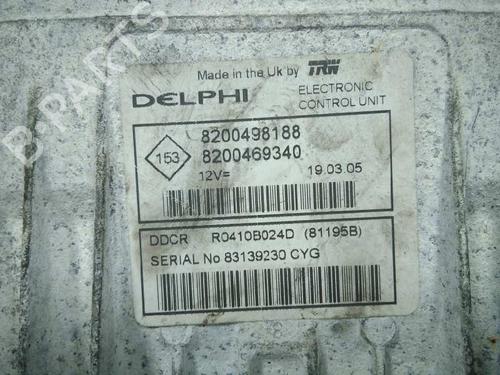 B-PARTS
Made in the Uk by TRW
DELPHI ELECTRONIC
CONTROL UNIT
8200498188
153 8200469340
12V= 19.03.05
DDCR R0410B024D (81195B)
SERIAL No 83139230 CYG